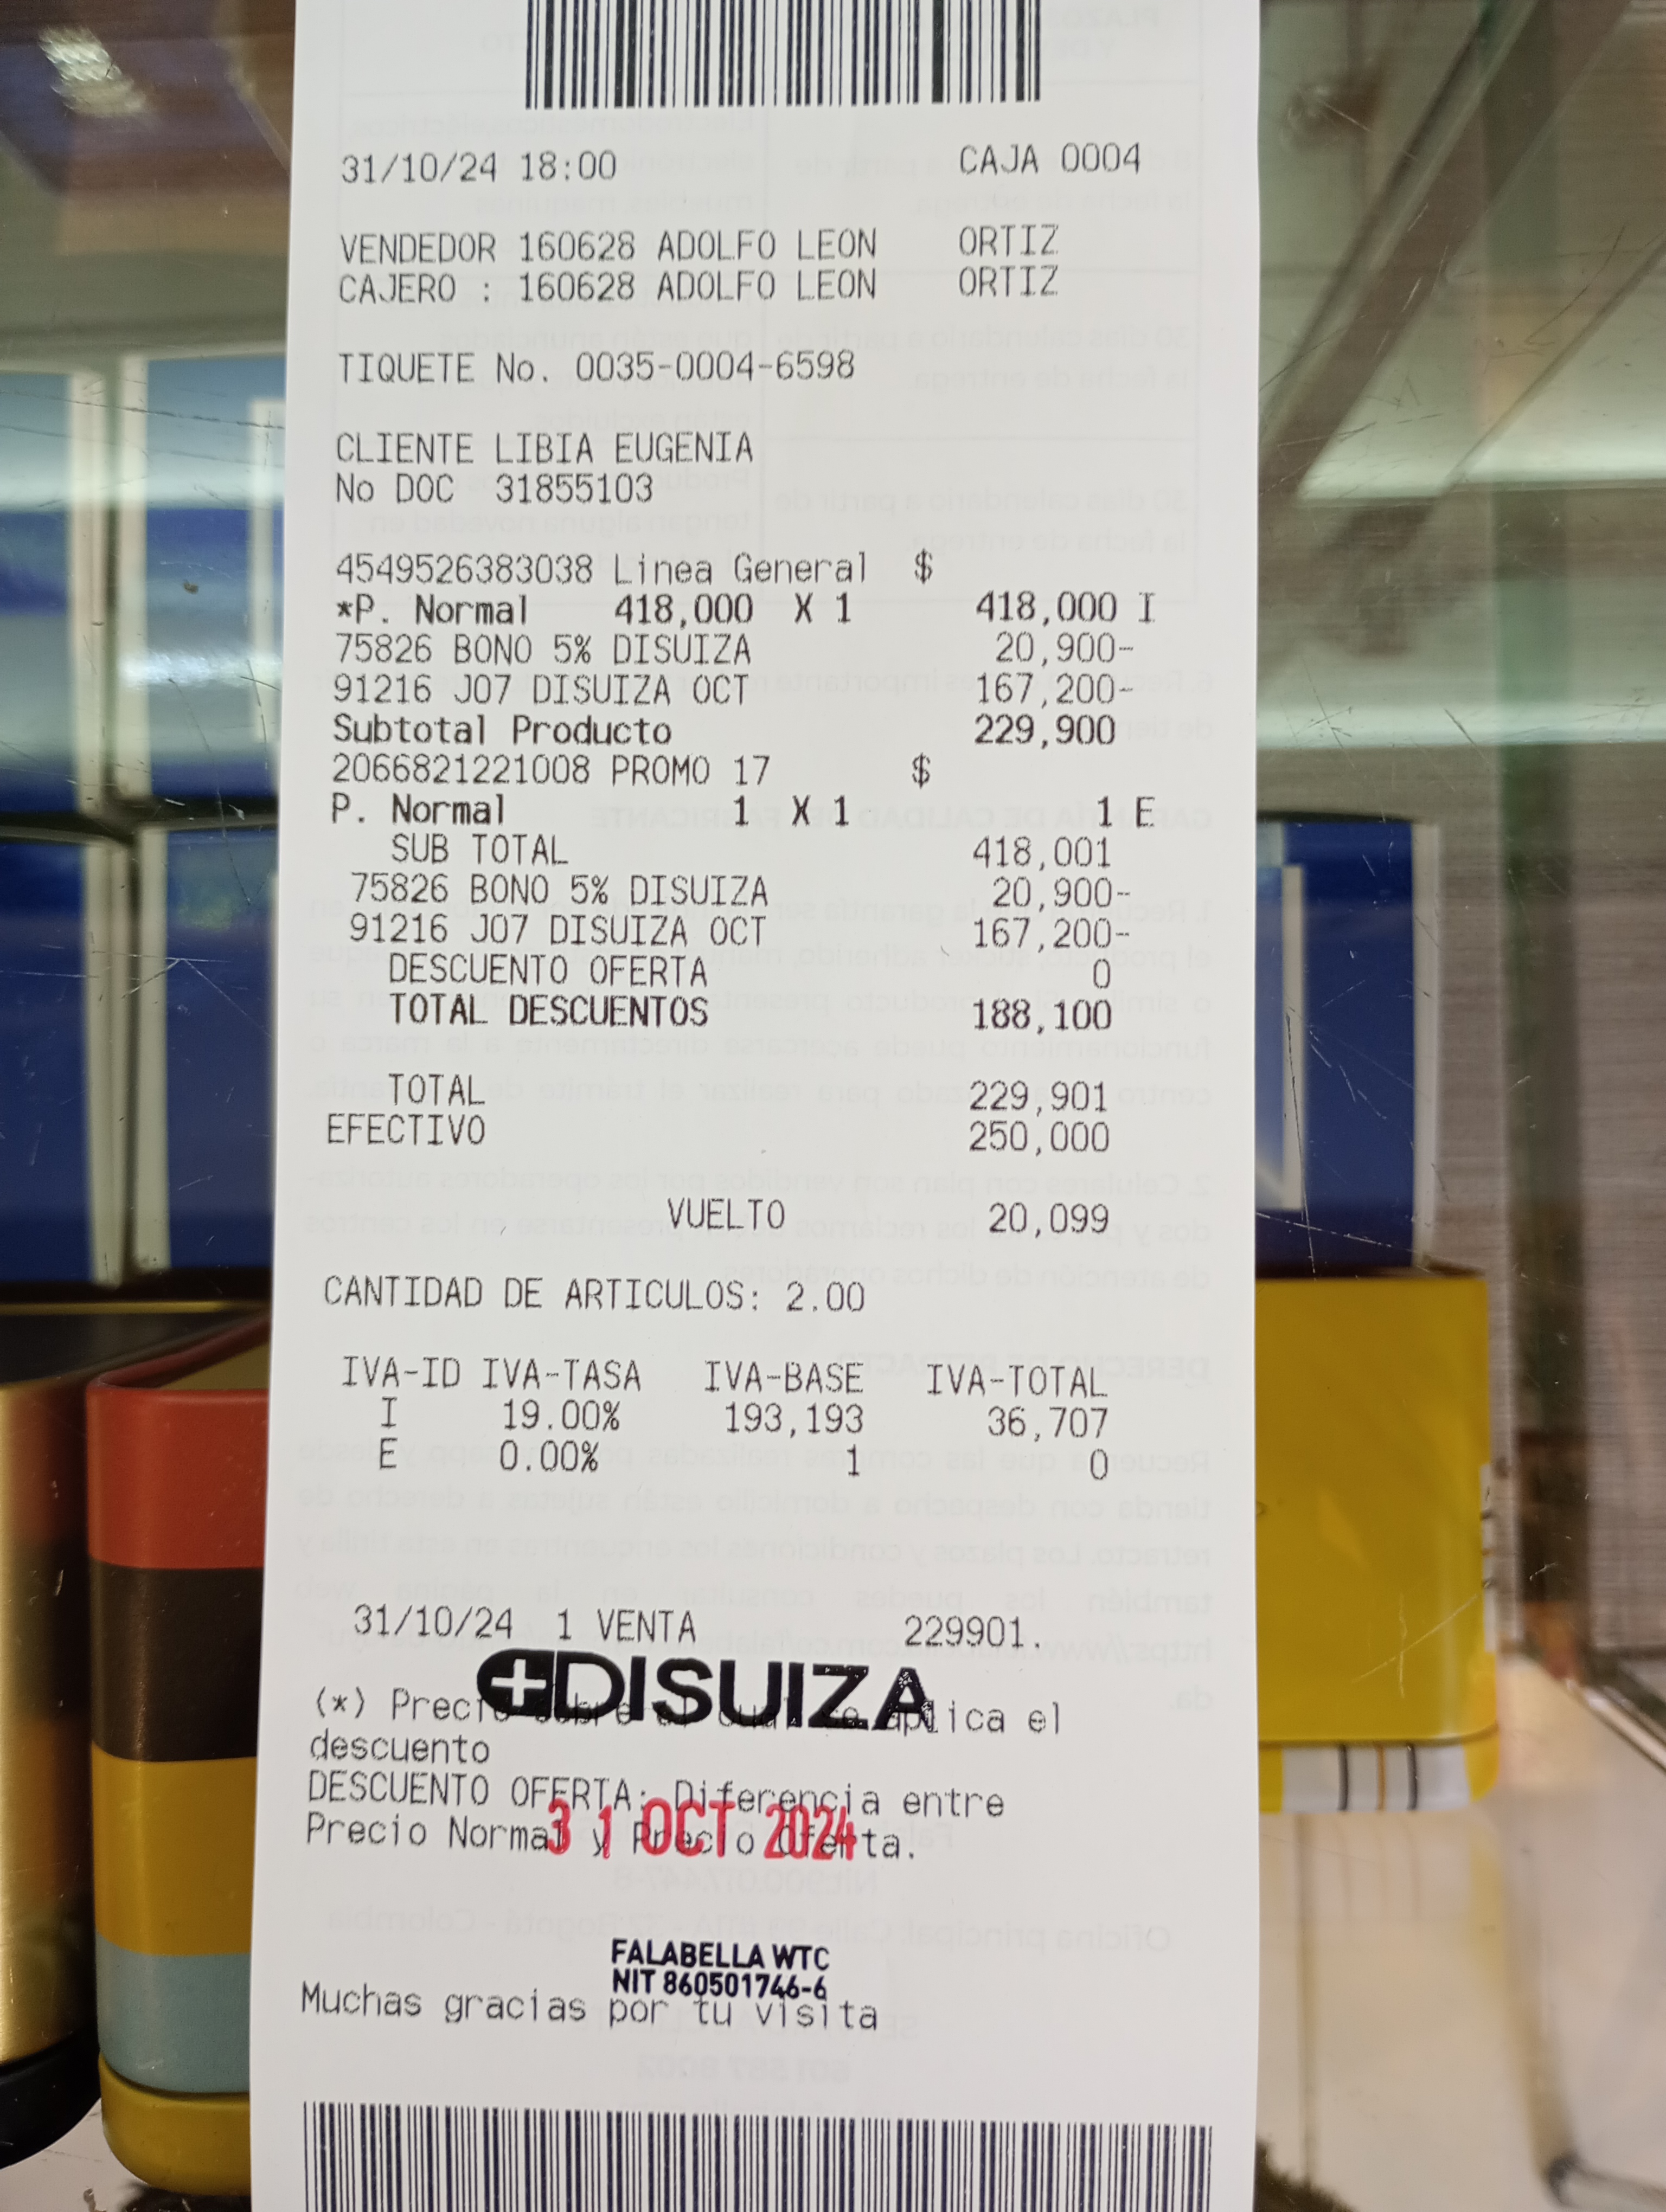 31/10/24 18:00 CAJA 0004
VENDEDOR 160628 ADOLFO LEON ORTIZ
CAJERO : 160628 ADOLFO LEON ORTIZ
TIQUETE No. 0035-0004-6598
CLIENTE LIBIA EUGENIA
No DOC 31855103
4549526383038 Linea General $
*P. Normal 418,000 X 1 418,000 I
75826 BONO 5% DISUIZA 20,900-
91216 J07 DISUIZA OCT 167,200-
Subtotal Producto 229,900
2066821221008 PROMO 17 $
P. Normal 1 X 1 1 E
SUB TOTAL 418,001
75826 BONO 5% DISUIZA 20,900-
91216 J07 DISUIZA OCT 167,200-
DESCUENTO OFERTA 0
TOTAL DESCUENTOS 188,100
TOTAL 229,901
EFECTIVO 250,000
VUELTO 20,099
CANTIDAD DE ARTICULOS: 2.00
IVA-ID IVA-TASA IVA-BASE IVA-TOTAL
I 19.00% 193,193 36,707
E 0.00% 1 0
31/10/24 1 VENTA 229901.
DISUIZA
(*) Precio sobre el cual se aplica el
descuento
DESCUENTO OFERTA: Diferencia entre
Precio Normal y Precio Oferta.
31 OCT 2024
FALABELLA WTC
NIT 860501746-6
Muchas gracias por tu visita